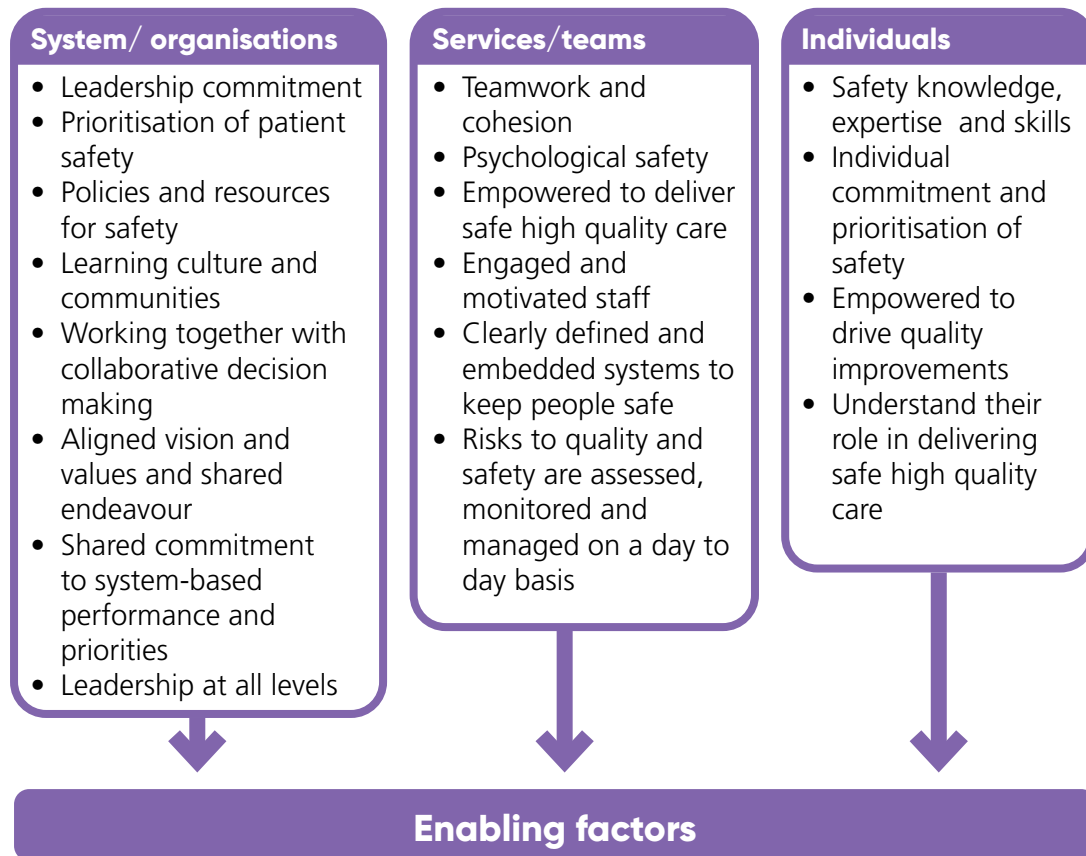 System/ organisations
• Leadership commitment
• Prioritisation of patient
safety
• Policies and resources
for safety
• Learning culture and
communities
• Working together with
collaborative decision
making
• Aligned vision and
values and shared
endeavour
• Shared commitment
to system-based
performance and
priorities
• Leadership at all levels
Services/teams
• Teamwork and
cohesion
• Psychological safety
• Empowered to deliver
safe high quality care
• Engaged and
motivated staff
• Clearly defined and
embedded systems to
keep people safe
• Risks to quality and
safety are assessed,
monitored and
managed on a day to
day basis
Individuals
• Safety knowledge,
expertise and skills
• Individual
commitment and
prioritisation of
safety
• Empowered to
drive quality
improvements
• Understand their
role in delivering
safe high quality
care
Enabling factors